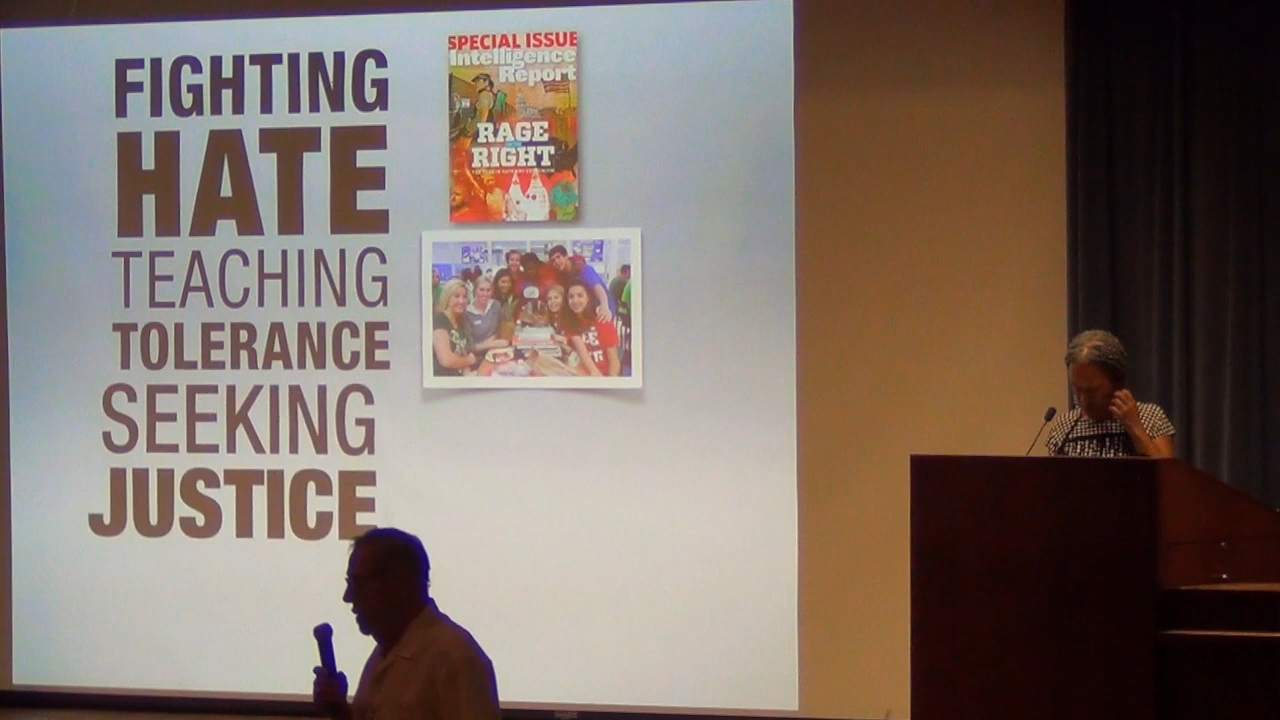 FIGHTING
HATE
TEACHING
TOLERANCE
SEEKING
JUSTICE
SPECIAL ISSUE
Intelligence
Report
RAGE
RIGHT